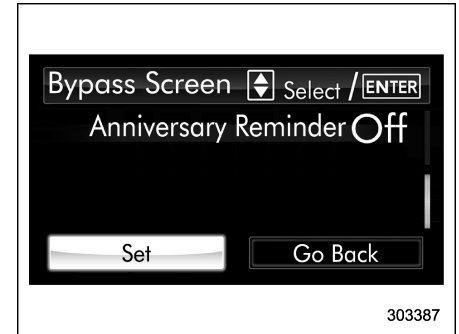 Bypass Screen Select / ENTER
Anniversary Reminder Off
Set Go Back
303387